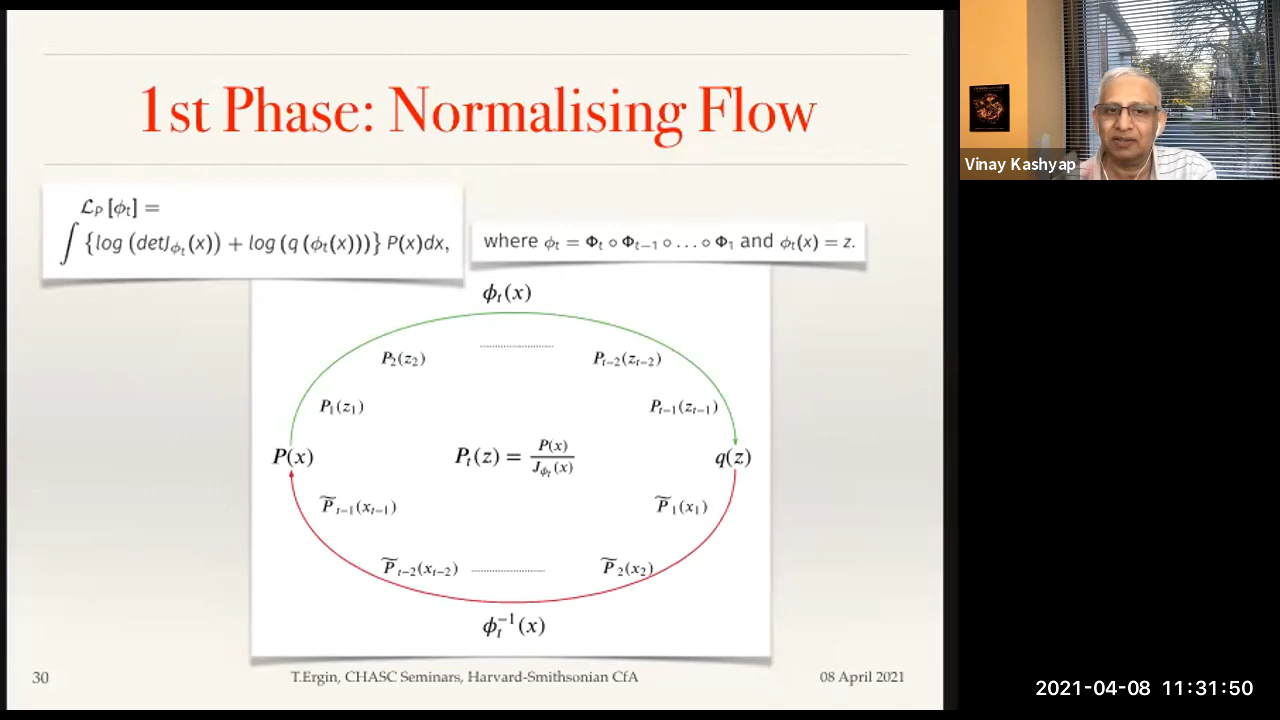 1st Phase: Normalising Flow
Vinay Kashyap
ℒ_P [ϕ_t] =
∫ {log (detJ_{ϕ_t}(x)) + log (q (ϕ_t(x)))} P(x)dx,
where ϕ_t = Φ_t ∘ Φ_{t−1} ∘ … ∘ Φ_1 and ϕ_t(x) = z.
ϕ_t(x)
P_2(z_2) P_{t−2}(z_{t−2})
P_1(z_1) P_{t−1}(z_{t−1})
P(x) P_t(z) = P(x) / J_{ϕ_t}(x) q(z)
P̃_{t−1}(x_{t−1}) P̃_1(x_1)
P̃_{t−2}(x_{t−2}) P̃_2(x_2)
ϕ_t^{−1}(x)
30 T.Ergin, CHASC Seminars, Harvard-Smithsonian CfA 08 April 2021
2021-04-08 11:31:50